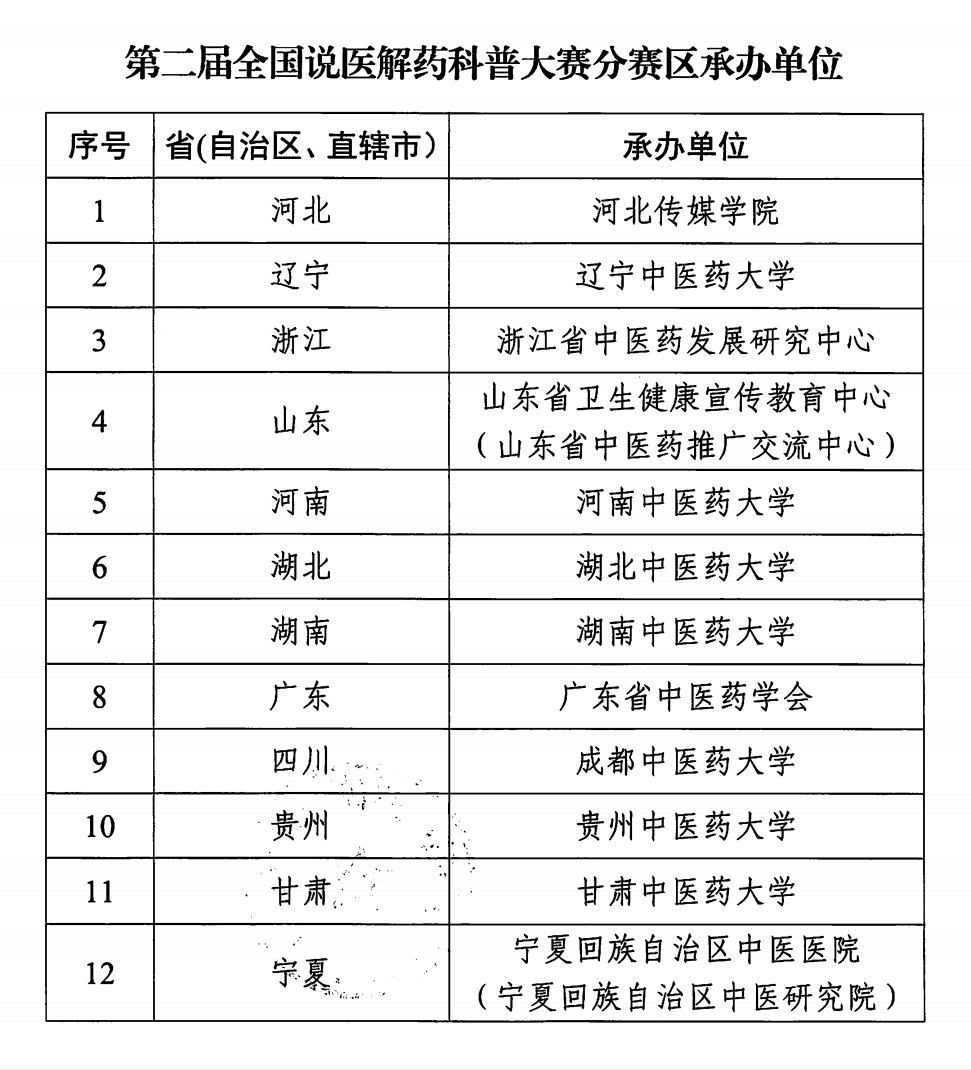 第二届全国说医解药科普大赛分赛区承办单位
序号 省(自治区、直辖市） 承办单位
1 河北 河北传媒学院
2 辽宁 辽宁中医药大学
3 浙江 浙江省中医药发展研究中心
4 山东 山东省卫生健康宣传教育中心
（山东省中医药推广交流中心）
5 河南 河南中医药大学
6 湖北 湖北中医药大学
7 湖南 湖南中医药大学
8 广东 广东省中医药学会
9 四川 成都中医药大学
10 贵州 贵州中医药大学
11 甘肃 甘肃中医药大学
12 宁夏 宁夏回族自治区中医医院
（宁夏回族自治区中医研究院）